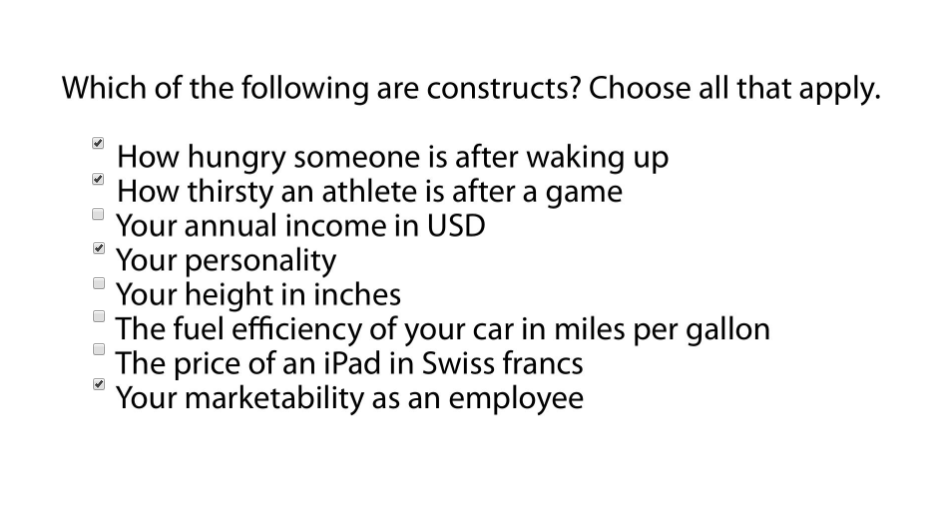 Which of the following are constructs? Choose all that apply.
How hungry someone is after waking up
How thirsty an athlete is after a game
Your annual income in USD
Your personality
Your height in inches
The fuel efficiency of your car in miles per gallon
The price of an iPad in Swiss francs
Your marketability as an employee